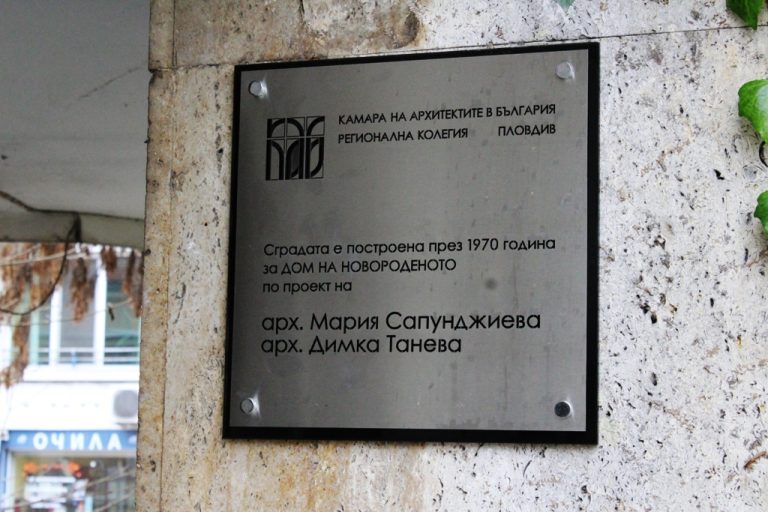 КАМАРА НА АРХИТЕКТИТЕ В БЪЛГАРИЯ
РЕГИОНАЛНА КОЛЕГИЯ ПЛОВДИВ
Сградата е построена през 1970 година
за ДОМ НА НОВОРОДЕНОТО
по проект на
арх. Мария Сапунджиева
арх. Димка Танева
ОЧИЛА